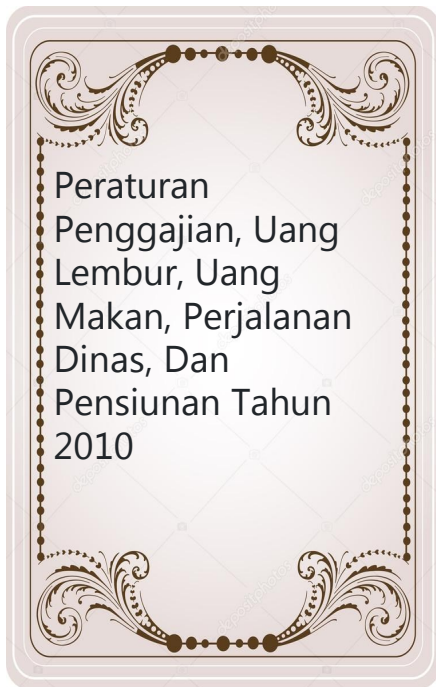 Peraturan
Penggajian, Uang
Lembur, Uang
Makan, Perjalanan
Dinas, Dan
Pensiunan Tahun
2010